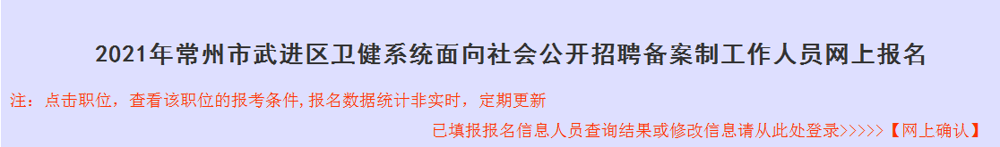 2021年常州市武进区卫健系统面向社会公开招聘备案制工作人员网上报名
注：点击职位，查看该职位的报考条件,报名数据统计非实时，定期更新
已填报报名信息人员查询结果或修改信息请从此处登录>>>>>【网上确认】